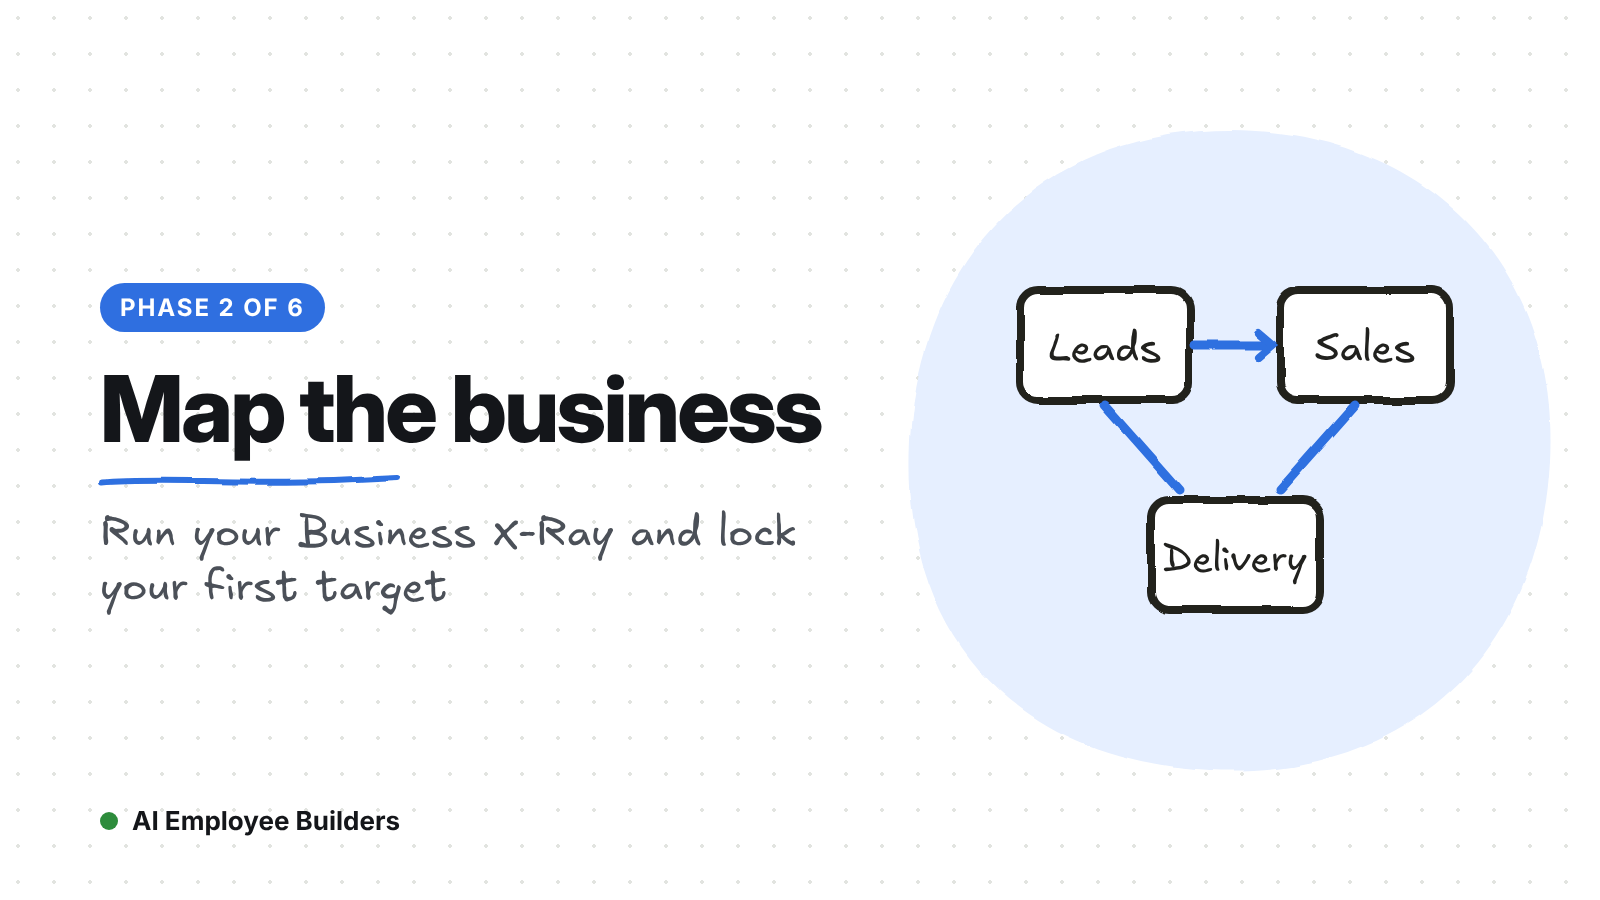 PHASE 2 OF 6
Map the business
Run your Business X-Ray and lock
your first target
Leads
Sales
Delivery
AI Employee Builders